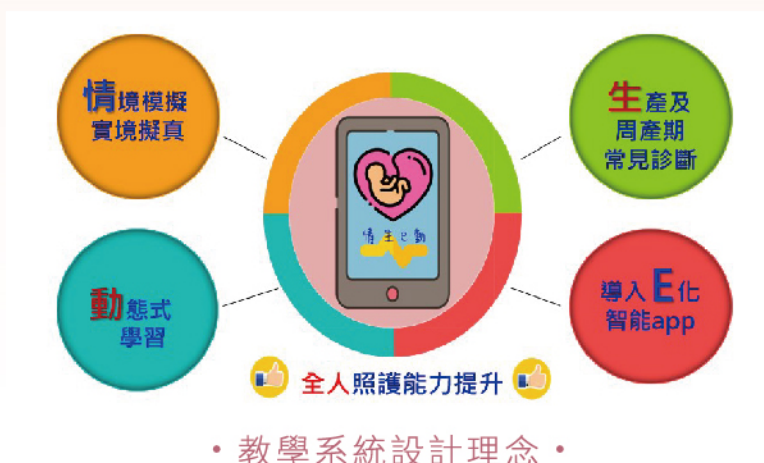 情境模擬
實境擬真
生產及
周產期
常見診斷
情生E動
動態式
學習
導入E化
智能app
全人照護能力提升
•教學系統設計理念•